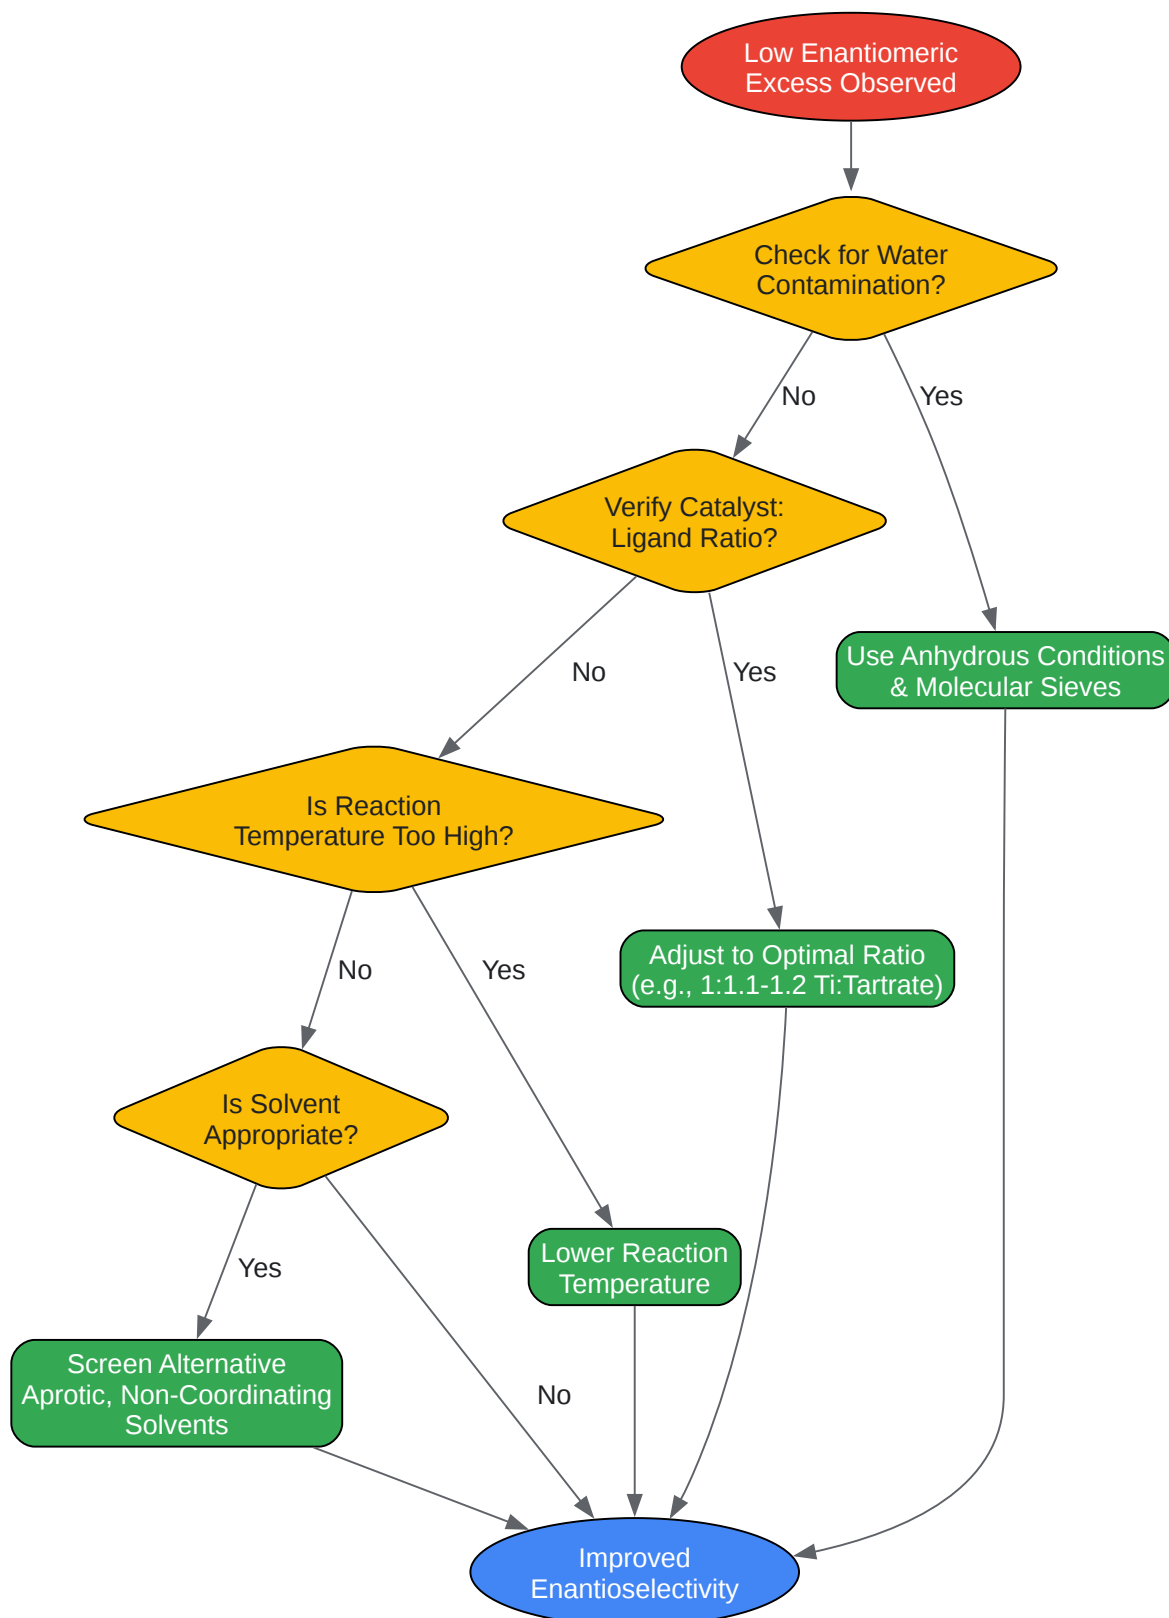 Low Enantiomeric
Excess Observed
Check for Water
Contamination?
No
Yes
Verify Catalyst:
Ligand Ratio?
No
Yes
Use Anhydrous Conditions
& Molecular Sieves
Is Reaction
Temperature Too High?
No
Yes
Adjust to Optimal Ratio
(e.g., 1:1.1-1.2 Ti:Tartrate)
Is Solvent
Appropriate?
Yes
No
Lower Reaction
Temperature
Screen Alternative
Aprotic, Non-Coordinating
Solvents
Improved
Enantioselectivity